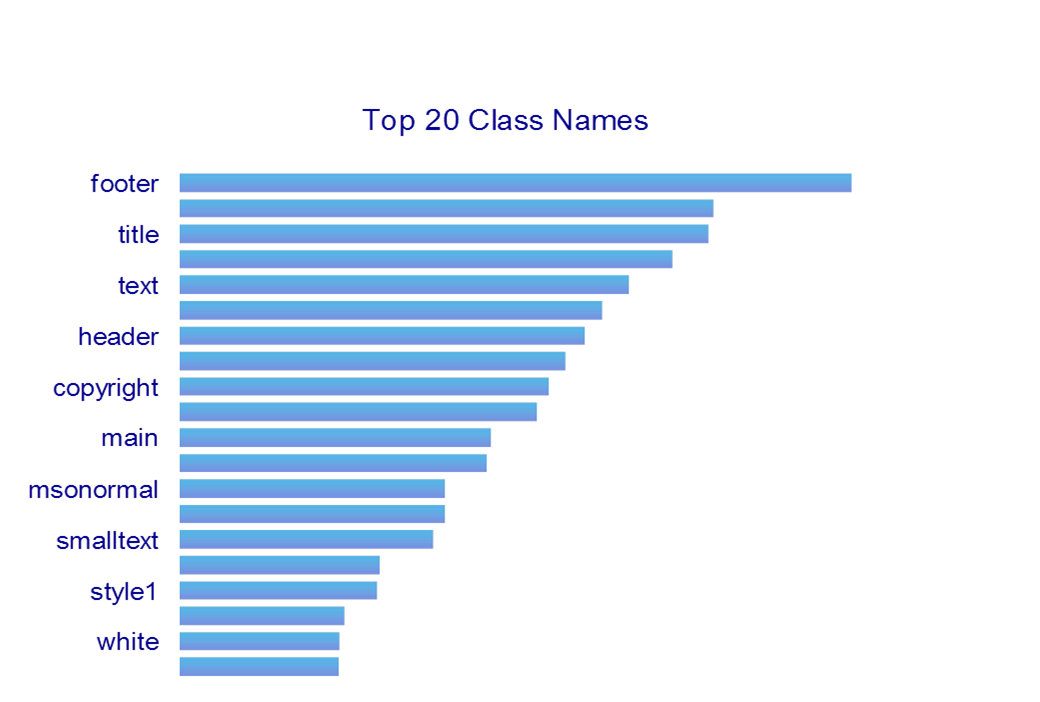 Top 20 Class Names
footer
title
text
header
copyright
main
msonormal
smalltext
style1
white